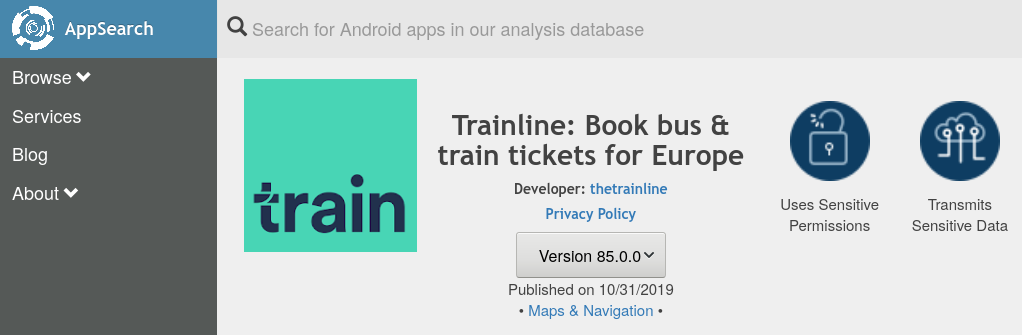 AppSearch
Search for Android apps in our analysis database
Browse
Services
Blog
About
train
Trainline: Book bus &
train tickets for Europe
Developer: thetrainline
Privacy Policy
Version 85.0.0
Published on 10/31/2019
• Maps & Navigation •
Uses Sensitive
Permissions
Transmits
Sensitive Data